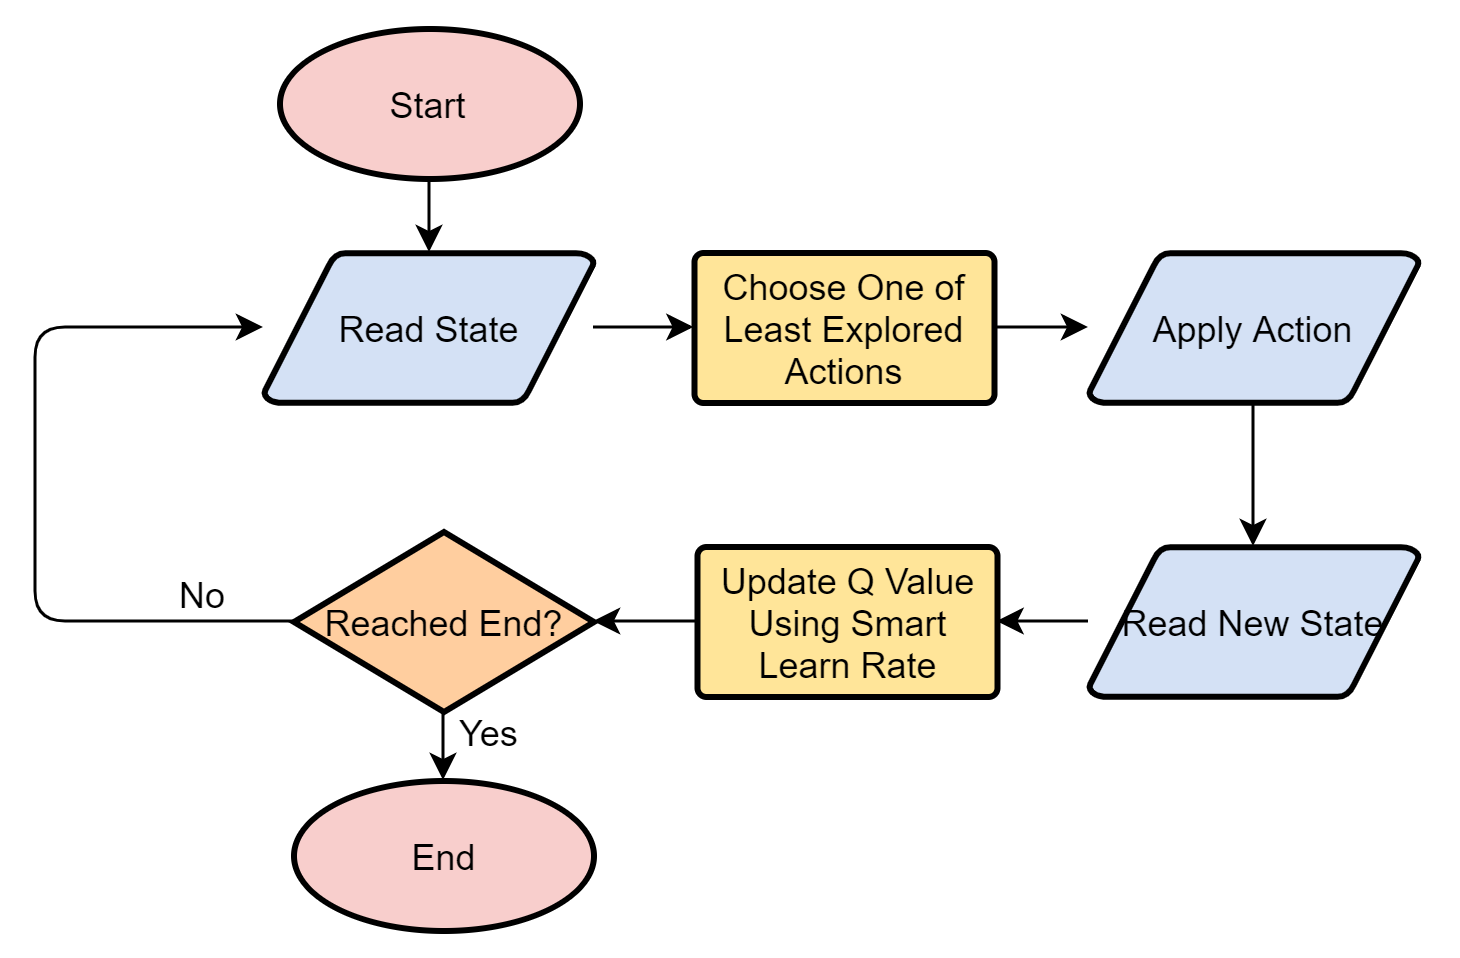 Start
Read State
Choose One of
Least Explored
Actions
Apply Action
Read New State
Update Q Value
Using Smart
Learn Rate
Reached End?
No
Yes
End